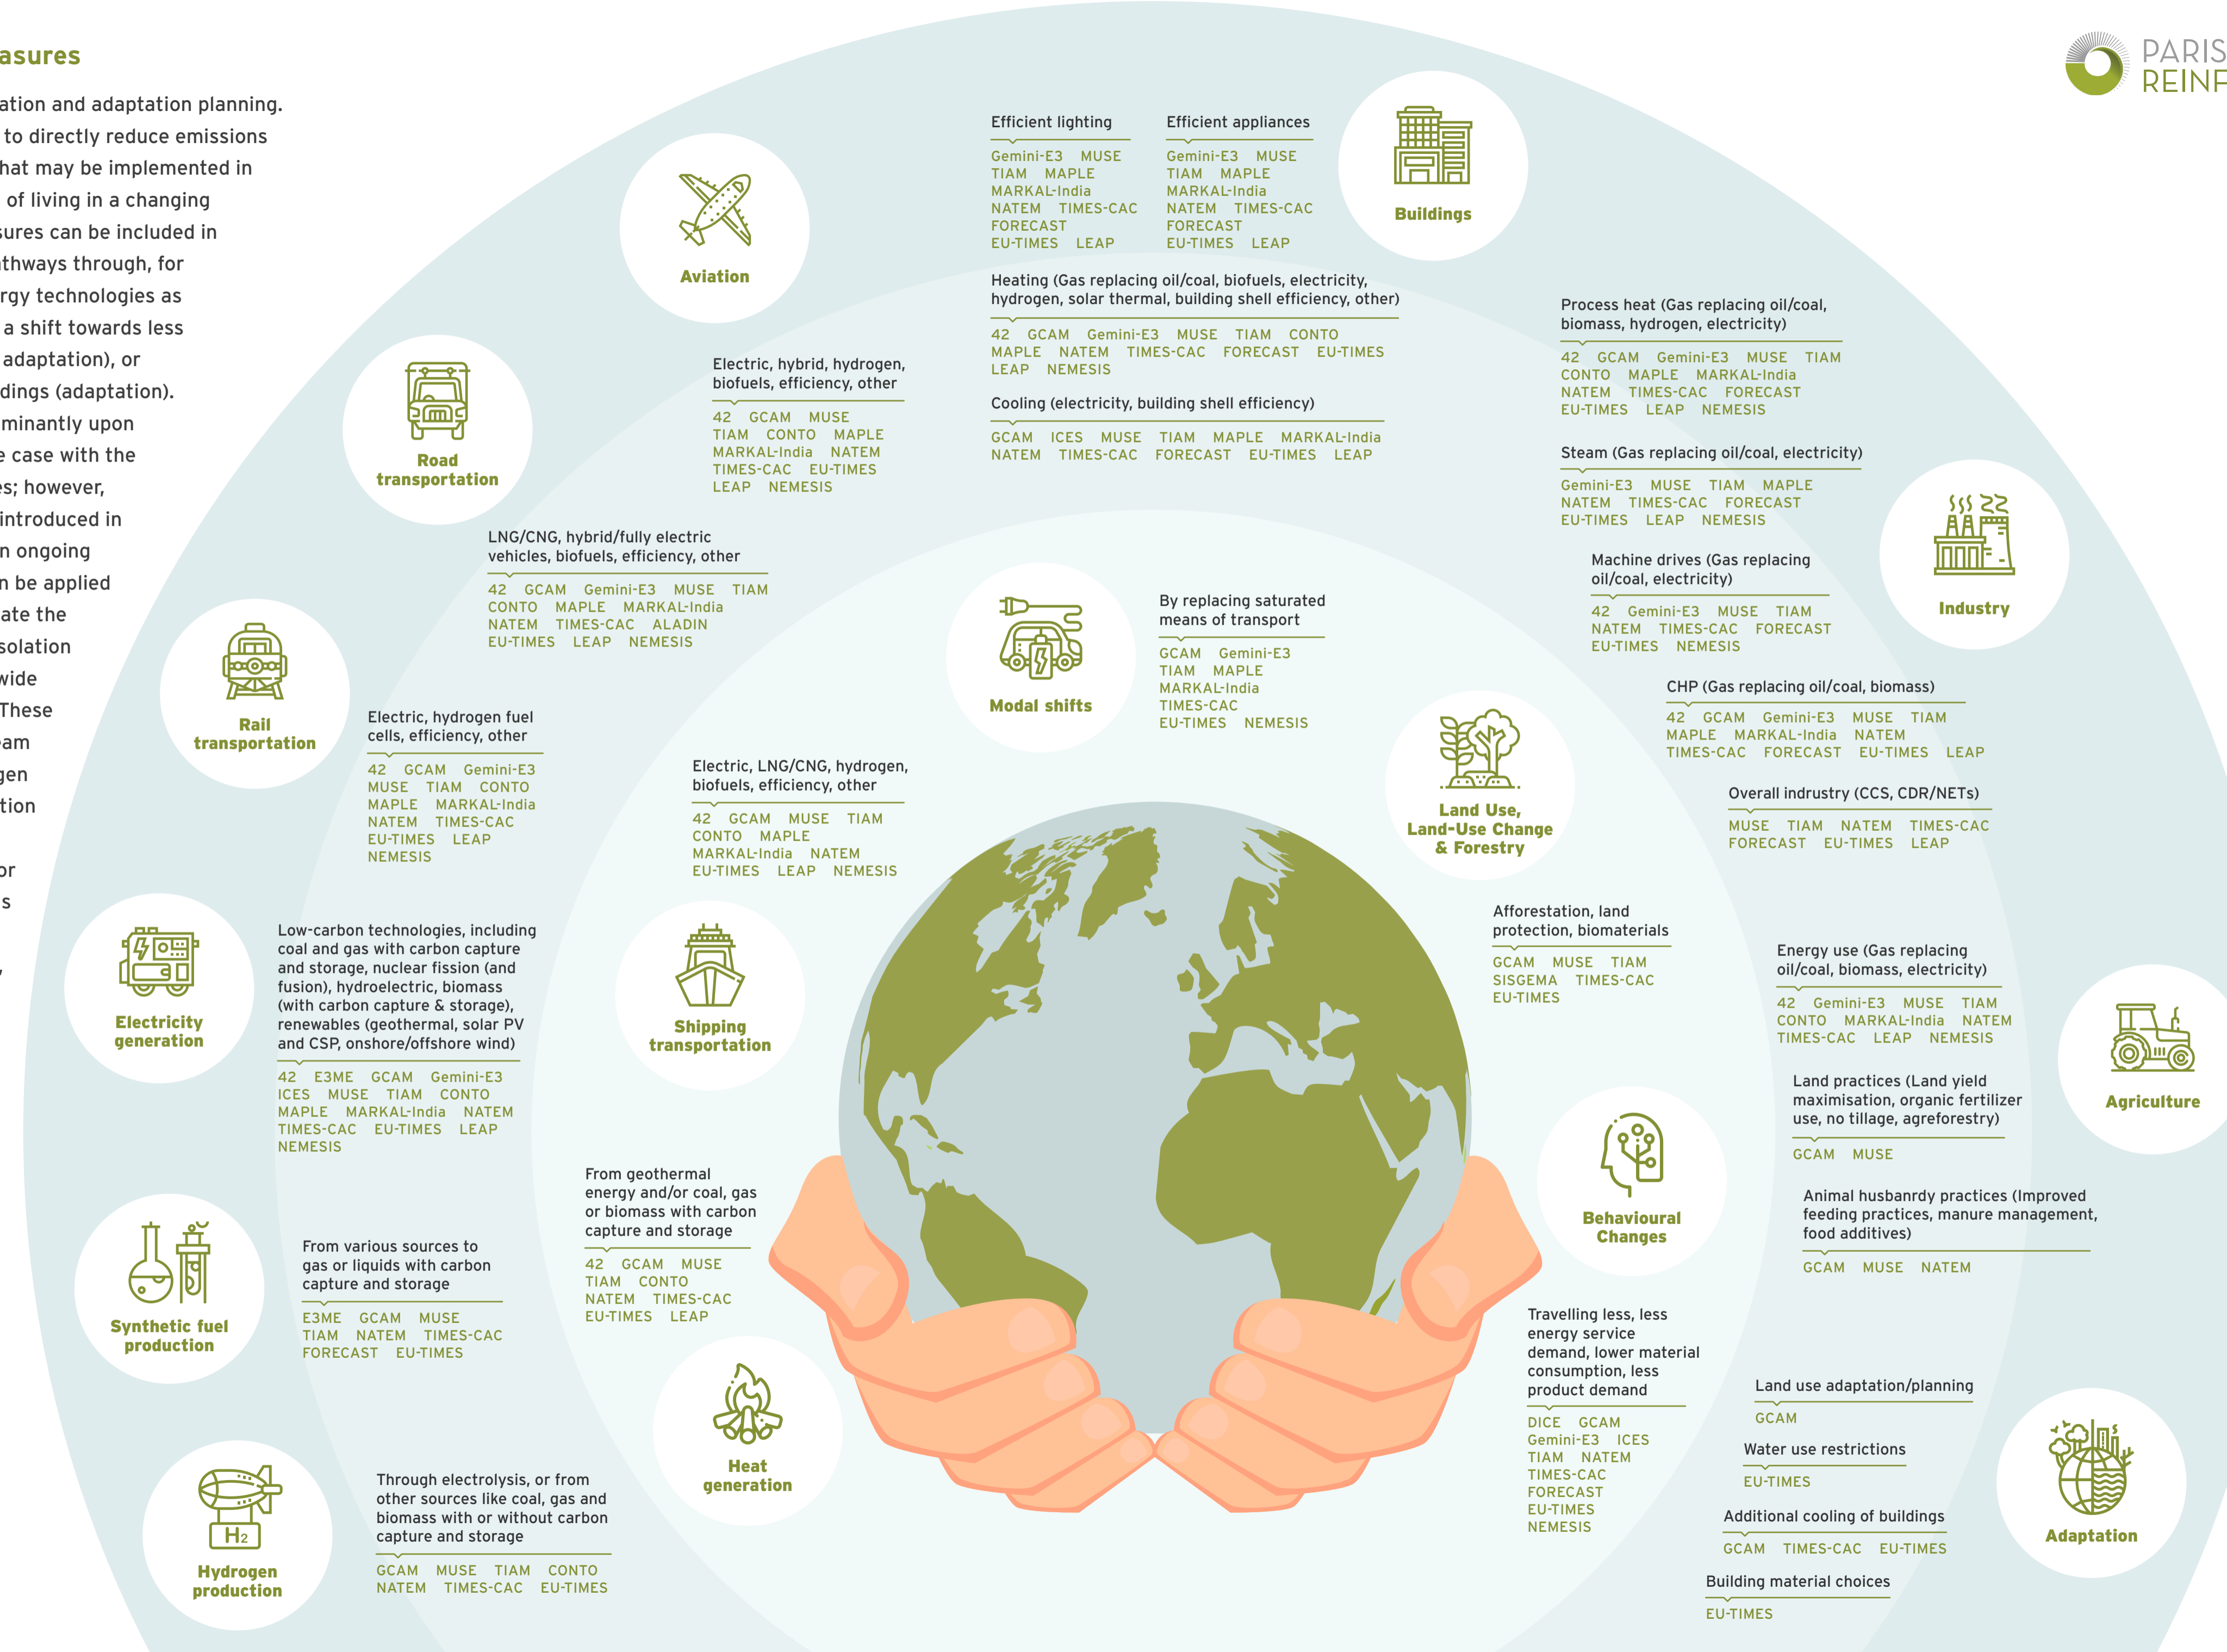 asures
ation and adaptation planning.
to directly reduce emissions
hat may be implemented in
of living in a changing
sures can be included in
athways through, for
rgy technologies as
a shift towards less
adaptation), or
dings (adaptation).
minantly upon
e case with the
es; however,
introduced in
n ongoing
n be applied
ate the
solation
wide
These
am
gen
tion
or
s
,
PARIS
REINF
Efficient lighting
Gemini-E3 MUSE
TIAM MAPLE
MARKAL-India
NATEM TIMES-CAC
FORECAST
EU-TIMES LEAP
Efficient appliances
Gemini-E3 MUSE
TIAM MAPLE
MARKAL-India
NATEM TIMES-CAC
FORECAST
EU-TIMES LEAP
Buildings
Heating (Gas replacing oil/coal, biofuels, electricity,
hydrogen, solar thermal, building shell efficiency, other)
42 GCAM Gemini-E3 MUSE TIAM CONTO
MAPLE NATEM TIMES-CAC FORECAST EU-TIMES
LEAP NEMESIS
Cooling (electricity, building shell efficiency)
GCAM ICES MUSE TIAM MAPLE MARKAL-India
NATEM TIMES-CAC FORECAST EU-TIMES LEAP
Aviation
Electric, hybrid, hydrogen,
biofuels, efficiency, other
42 GCAM MUSE
TIAM CONTO MAPLE
MARKAL-India NATEM
TIMES-CAC EU-TIMES
LEAP NEMESIS
Road
transportation
LNG/CNG, hybrid/fully electric
vehicles, biofuels, efficiency, other
42 GCAM Gemini-E3 MUSE TIAM
CONTO MAPLE MARKAL-India
NATEM TIMES-CAC ALADIN
EU-TIMES LEAP NEMESIS
Rail
transportation
Electric, hydrogen fuel
cells, efficiency, other
42 GCAM Gemini-E3
MUSE TIAM CONTO
MAPLE MARKAL-India
NATEM TIMES-CAC
EU-TIMES LEAP
NEMESIS
Electricity
generation
Low-carbon technologies, including
coal and gas with carbon capture
and storage, nuclear fission (and
fusion), hydroelectric, biomass
(with carbon capture & storage),
renewables (geothermal, solar PV
and CSP, onshore/offshore wind)
42 E3ME GCAM Gemini-E3
ICES MUSE TIAM CONTO
MAPLE MARKAL-India NATEM
TIMES-CAC EU-TIMES LEAP
NEMESIS
Synthetic fuel
production
From various sources to
gas or liquids with carbon
capture and storage
E3ME GCAM MUSE
TIAM NATEM TIMES-CAC
FORECAST EU-TIMES
H2
Hydrogen
production
Through electrolysis, or from
other sources like coal, gas and
biomass with or without carbon
capture and storage
GCAM MUSE TIAM CONTO
NATEM TIMES-CAC EU-TIMES
Modal shifts
By replacing saturated
means of transport
GCAM Gemini-E3
TIAM MAPLE
MARKAL-India
TIMES-CAC
EU-TIMES NEMESIS
Electric, LNG/CNG, hydrogen,
biofuels, efficiency, other
42 GCAM MUSE TIAM
CONTO MAPLE
MARKAL-India NATEM
EU-TIMES LEAP NEMESIS
Shipping
transportation
From geothermal
energy and/or coal, gas
or biomass with carbon
capture and storage
42 GCAM MUSE
TIAM CONTO
NATEM TIMES-CAC
EU-TIMES LEAP
Heat
generation
Land Use,
Land-Use Change
& Forestry
Afforestation, land
protection, biomaterials
GCAM MUSE TIAM
SISGEMA TIMES-CAC
EU-TIMES
Behavioural
Changes
Travelling less, less
energy service
demand, lower material
consumption, less
product demand
DICE GCAM
Gemini-E3 ICES
TIAM NATEM
TIMES-CAC
FORECAST
EU-TIMES
NEMESIS
Process heat (Gas replacing oil/coal,
biomass, hydrogen, electricity)
42 GCAM Gemini-E3 MUSE TIAM
CONTO MAPLE MARKAL-India
NATEM TIMES-CAC FORECAST
EU-TIMES LEAP NEMESIS
Steam (Gas replacing oil/coal, electricity)
Gemini-E3 MUSE TIAM MAPLE
NATEM TIMES-CAC FORECAST
EU-TIMES LEAP NEMESIS
Machine drives (Gas replacing
oil/coal, electricity)
42 Gemini-E3 MUSE TIAM
NATEM TIMES-CAC FORECAST
EU-TIMES NEMESIS
Industry
CHP (Gas replacing oil/coal, biomass)
42 GCAM Gemini-E3 MUSE TIAM
MAPLE MARKAL-India NATEM
TIMES-CAC FORECAST EU-TIMES LEAP
Overall indrustry (CCS, CDR/NETs)
MUSE TIAM NATEM TIMES-CAC
FORECAST EU-TIMES LEAP
Energy use (Gas replacing
oil/coal, biomass, electricity)
42 Gemini-E3 MUSE TIAM
CONTO MARKAL-India NATEM
TIMES-CAC LEAP NEMESIS
Agriculture
Land practices (Land yield
maximisation, organic fertilizer
use, no tillage, agreforestry)
GCAM MUSE
Animal husbanrdy practices (Improved
feeding practices, manure management,
food additives)
GCAM MUSE NATEM
Land use adaptation/planning
GCAM
Water use restrictions
EU-TIMES
Additional cooling of buildings
GCAM TIMES-CAC EU-TIMES
Building material choices
EU-TIMES
Adaptation